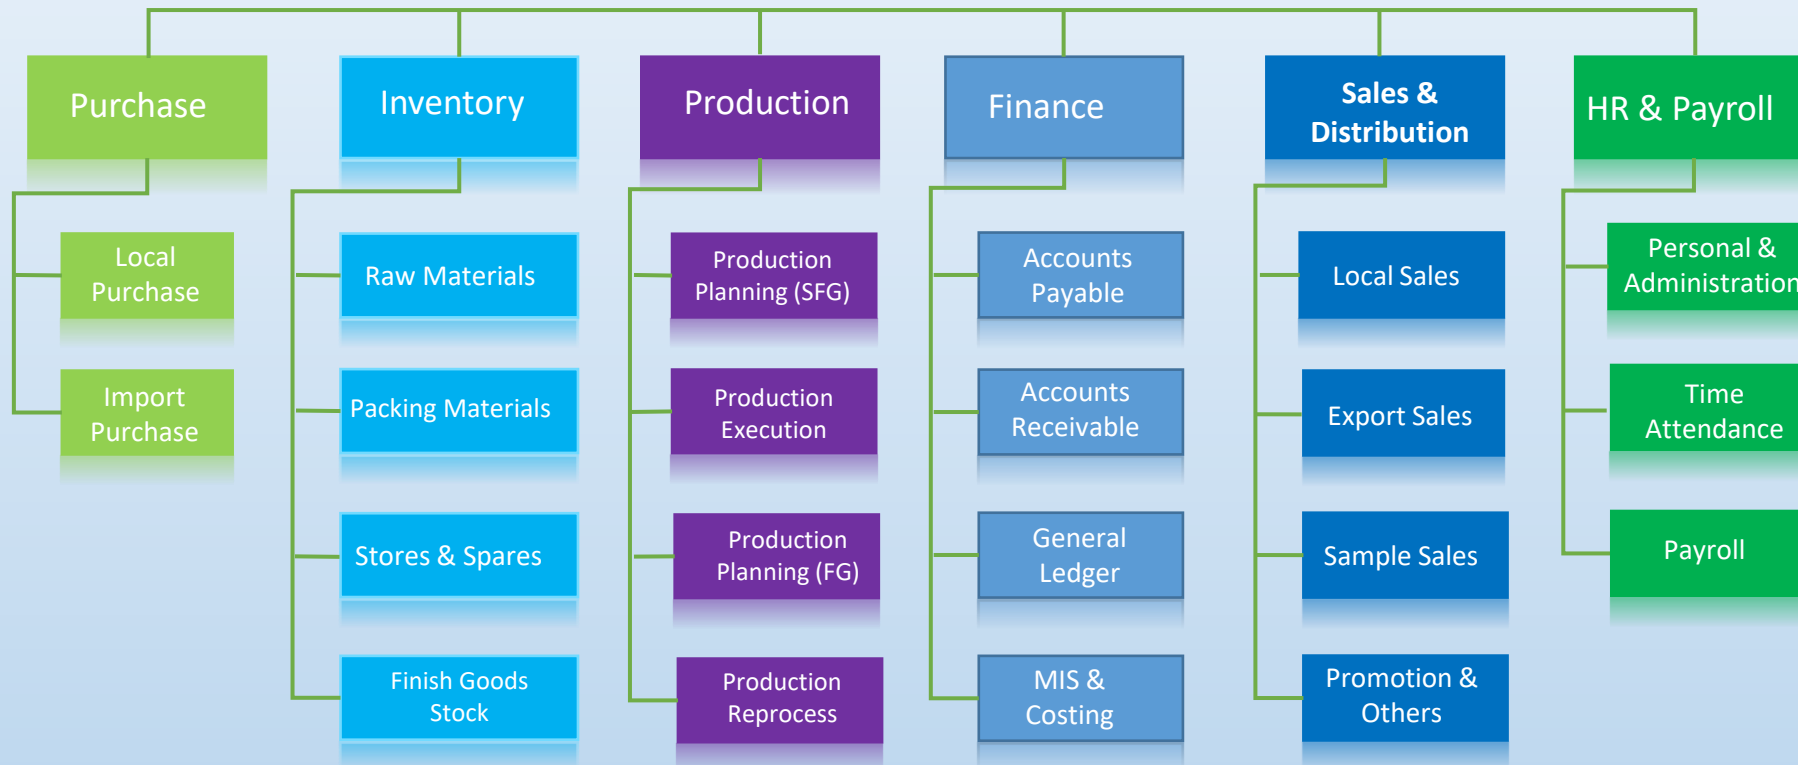 Purchase
Inventory
Production
Finance
Sales &
Distribution
HR & Payroll
Local
Purchase
Import
Purchase
Raw Materials
Packing Materials
Stores & Spares
Finish Goods
Stock
Production
Planning (SFG)
Production
Execution
Production
Planning (FG)
Production
Reprocess
Accounts
Payable
Accounts
Receivable
General
Ledger
MIS &
Costing
Local Sales
Export Sales
Sample Sales
Promotion &
Others
Personal &
Administration
Time
Attendance
Payroll